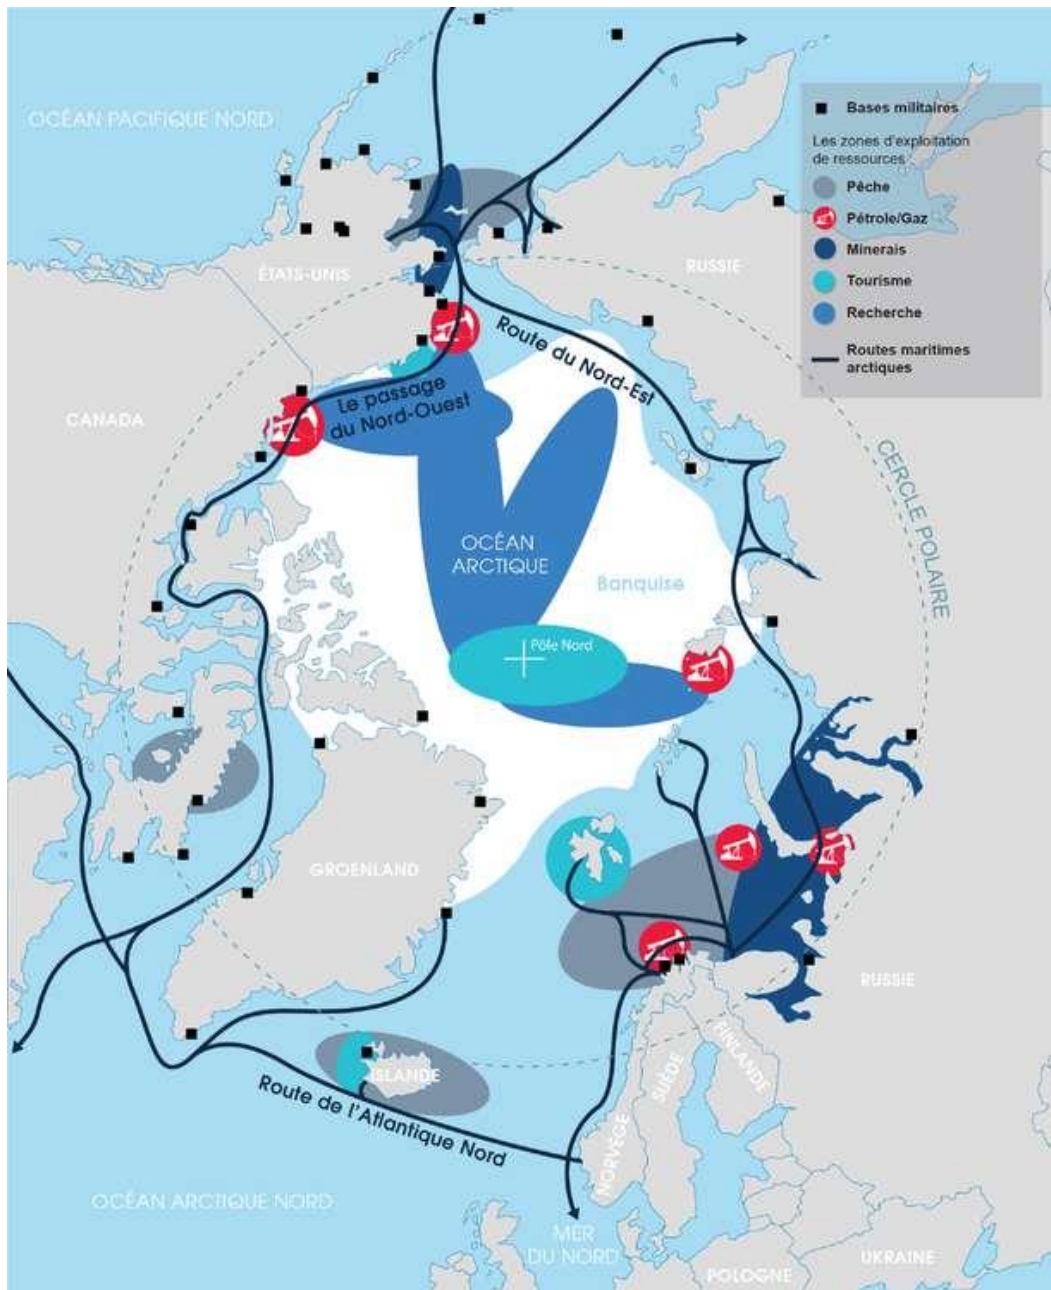 OCÉAN PACIFIQUE NORD
Bases militaires
Les zones d'exploitation
de ressources
Pêche
Pétrole/Gaz
Minerais
Tourisme
Recherche
Routes maritimes
arctiques
ÉTATS-UNIS
RUSSIE
Route du Nord-Est
Le passage
du Nord-Ouest
CANADA
CERCLE POLAIRE
OCÉAN
ARCTIQUE
Banquise
Pôle Nord
GROENLAND
RUSSIE
ISLANDE
Route de l'Atlantique Nord
FINLANDE
SUÈDE
NORVÈGE
OCÉAN ARCTIQUE NORD
MER
DU NORD
UKRAINE
POLOGNE